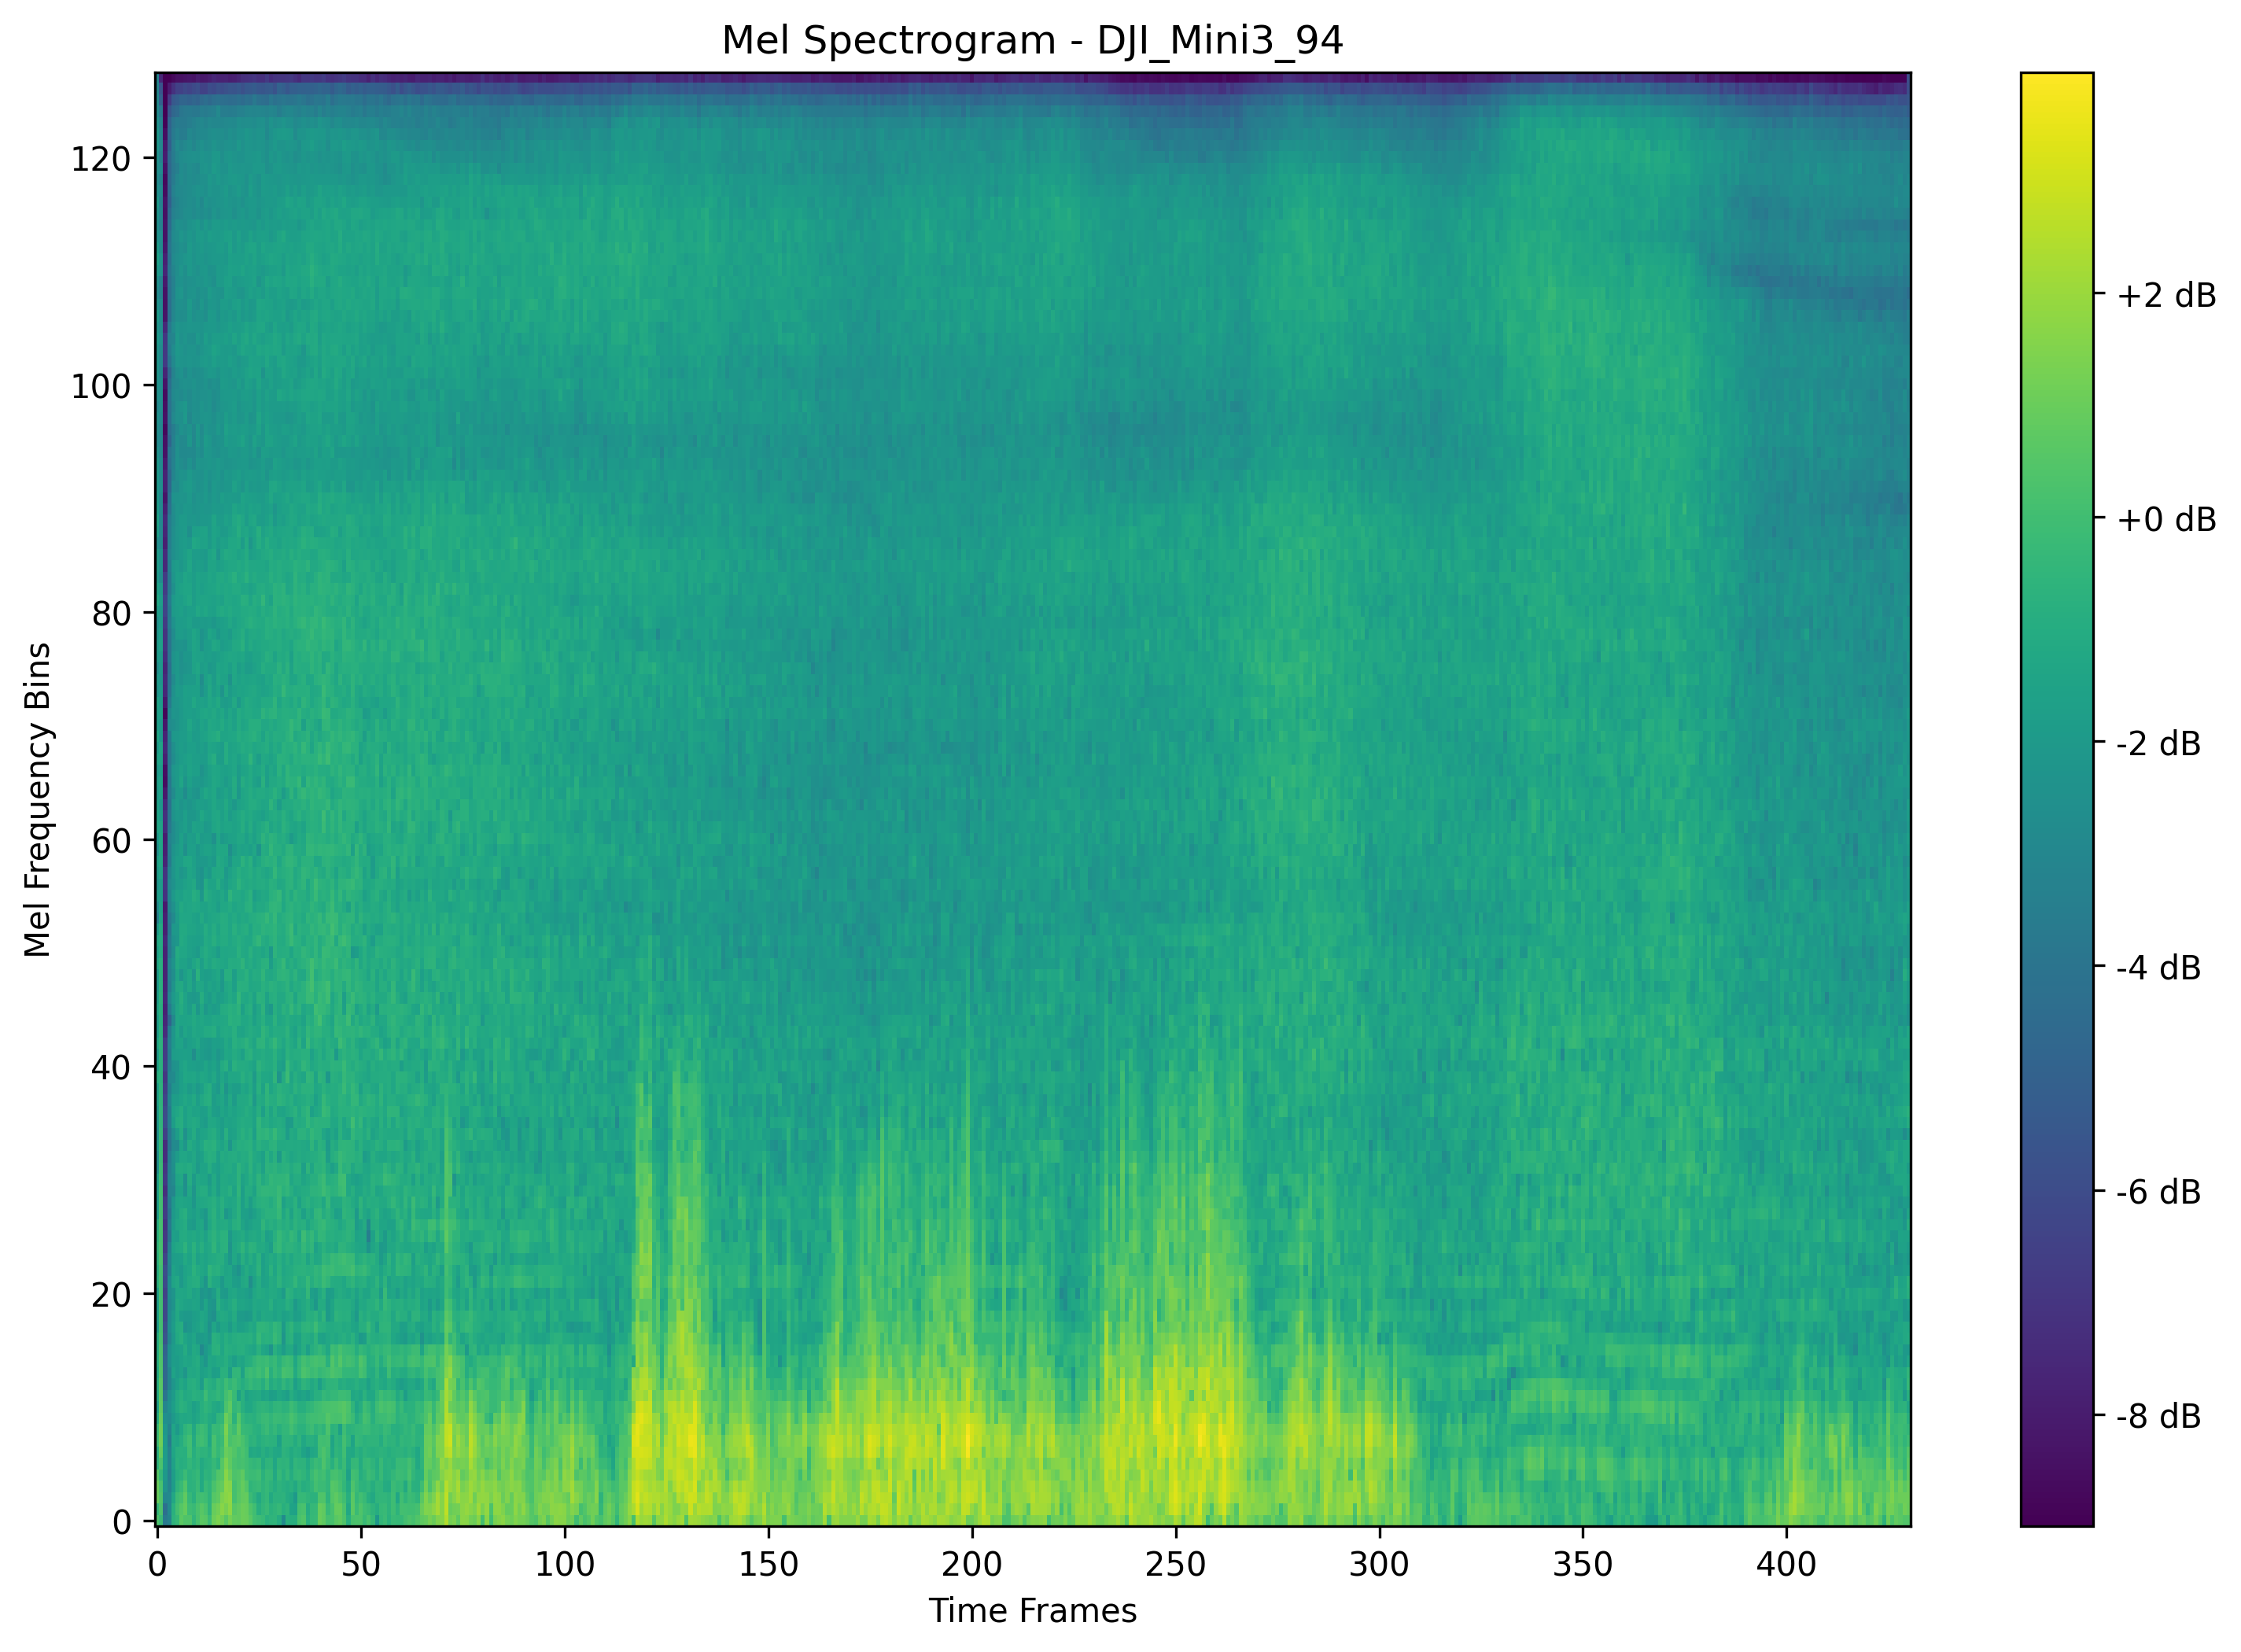 Mel Spectrogram - DJI_Mini3_94
120
100
80
60
40
20
0
Mel Frequency Bins
0 50 100 150 200 250 300 350 400
Time Frames
+2 dB
+0 dB
-2 dB
-4 dB
-6 dB
-8 dB